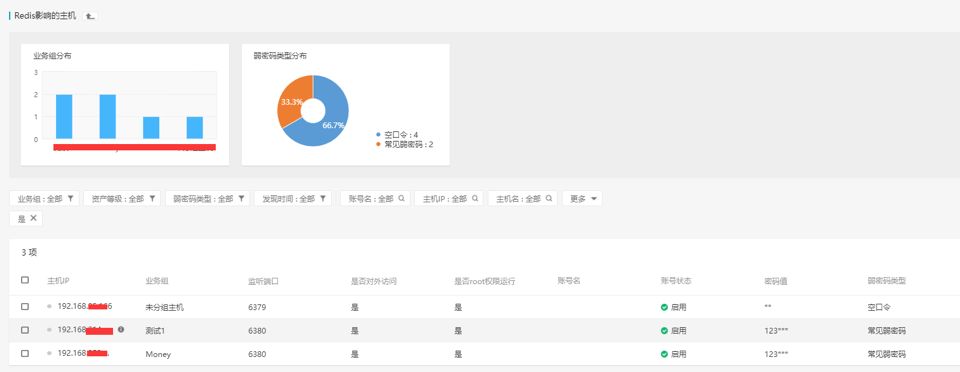 Redis影响的主机
业务组分布
3
2
1
0
弱密码类型分布
33.3%
66.7%
空口令 : 4
常见弱密码 : 2
业务组 : 全部 资产等级 : 全部 弱密码类型 : 全部 发现时间 : 全部 账号名 : 全部 主机IP : 全部 主机名 : 全部 更多
是
3 项
主机IP 业务组 监听端口 是否对外访问 是否root权限运行 账号名 账号状态 密码值 弱密码类型
192.168. 未分组主机 6379 是 是 启用 ** 空口令
192.168. 测试1 6380 是 是 启用 123*** 常见弱密码
192.168. Money 6380 是 是 启用 123*** 常见弱密码